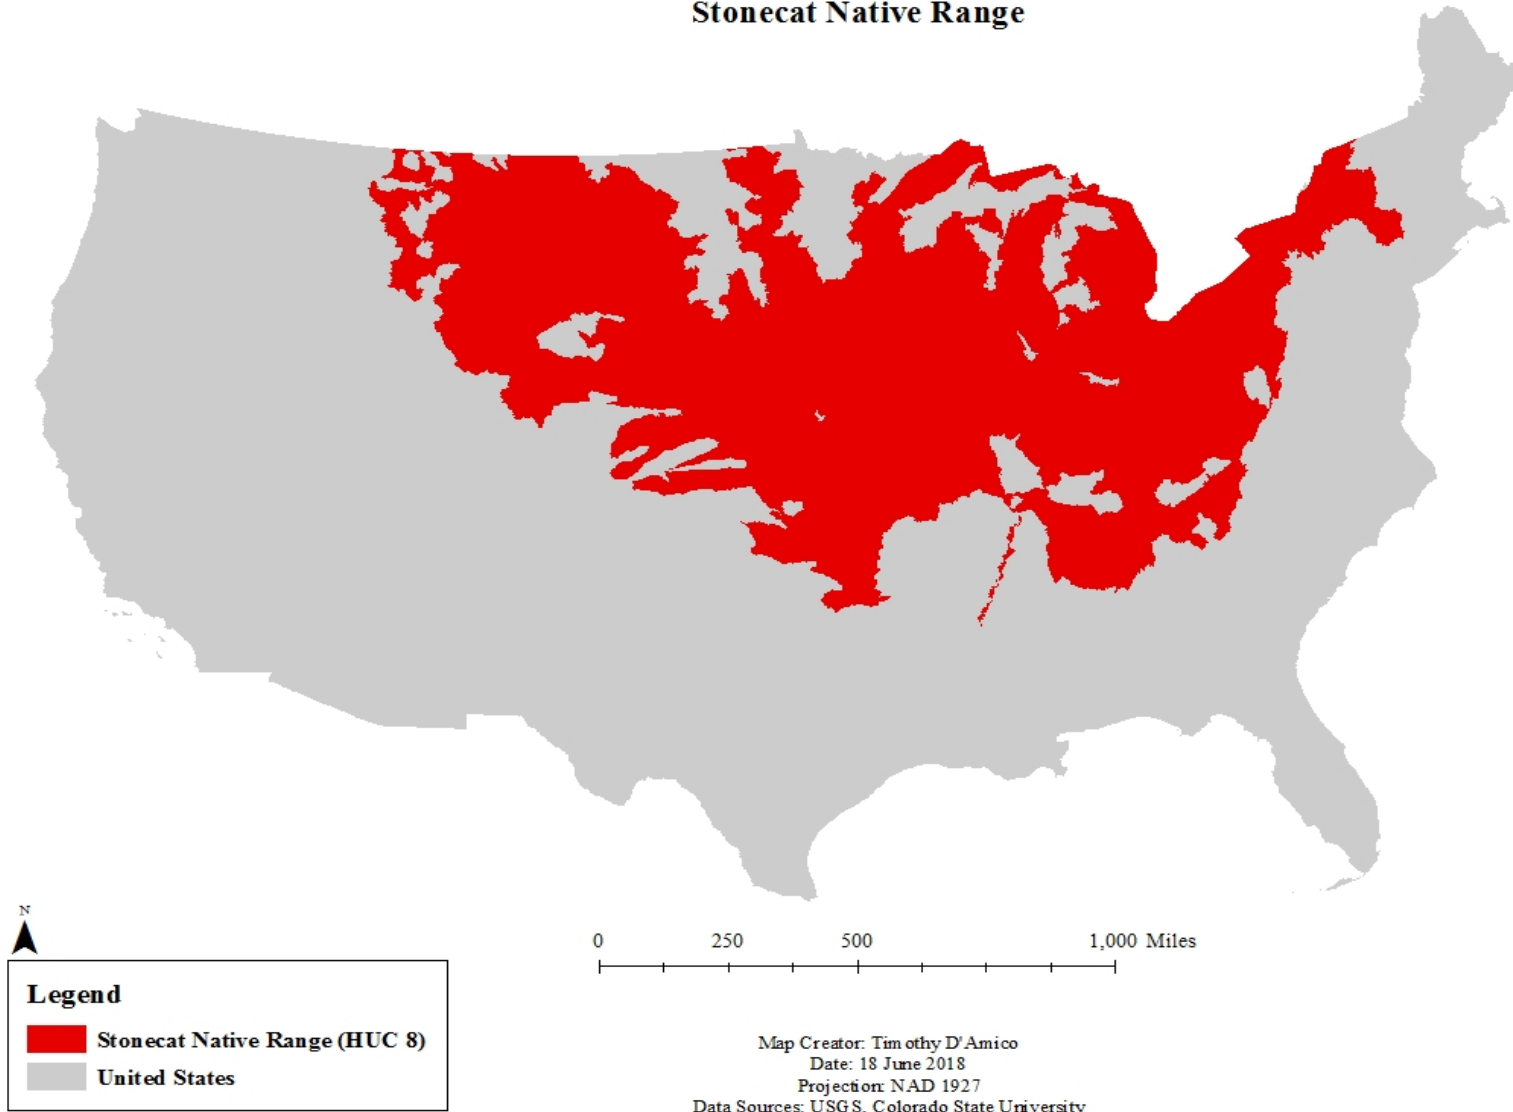 Stonecat Native Range
N
0 250 500 1,000 Miles
Legend
Stonecat Native Range (HUC 8)
United States
Map Creator: Timothy D'Amico
Date: 18 June 2018
Projection: NAD 1927
Data Sources: USGS, Colorado State University